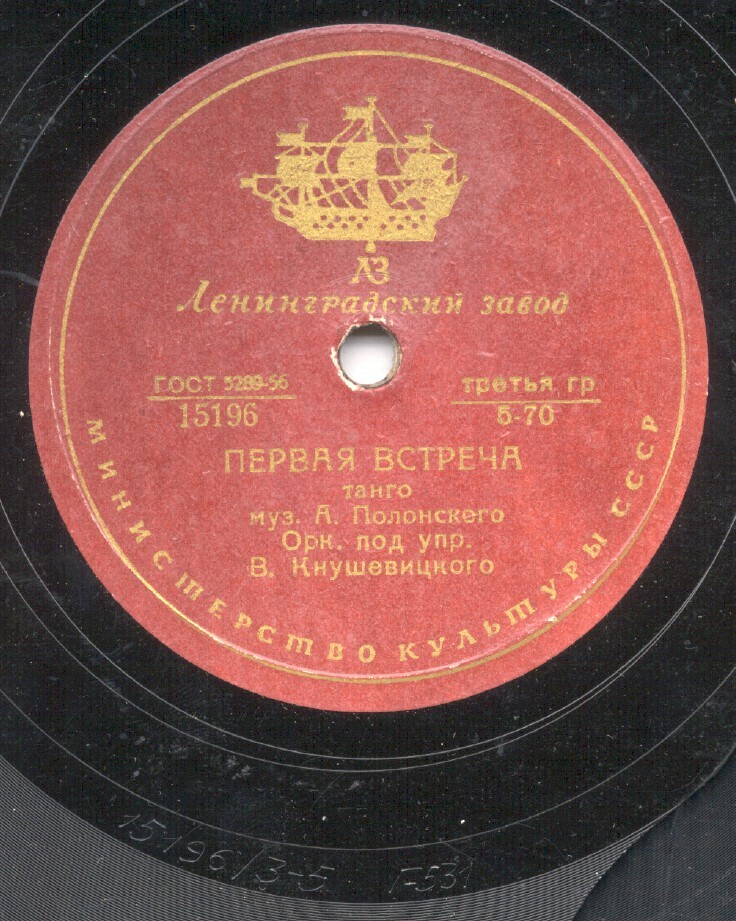 ЛЗ
Ленинградский завод
ГОСТ 5289-56
15196
третья гр
5-70
ПЕРВАЯ ВСТРЕЧА
танго
муз. А. Полонского
Орк. под упр.
В. Кнушевицкого
МИНИСТЕРСТВО КУЛЬТУРЫ СССР
15196/3-5 Г-531